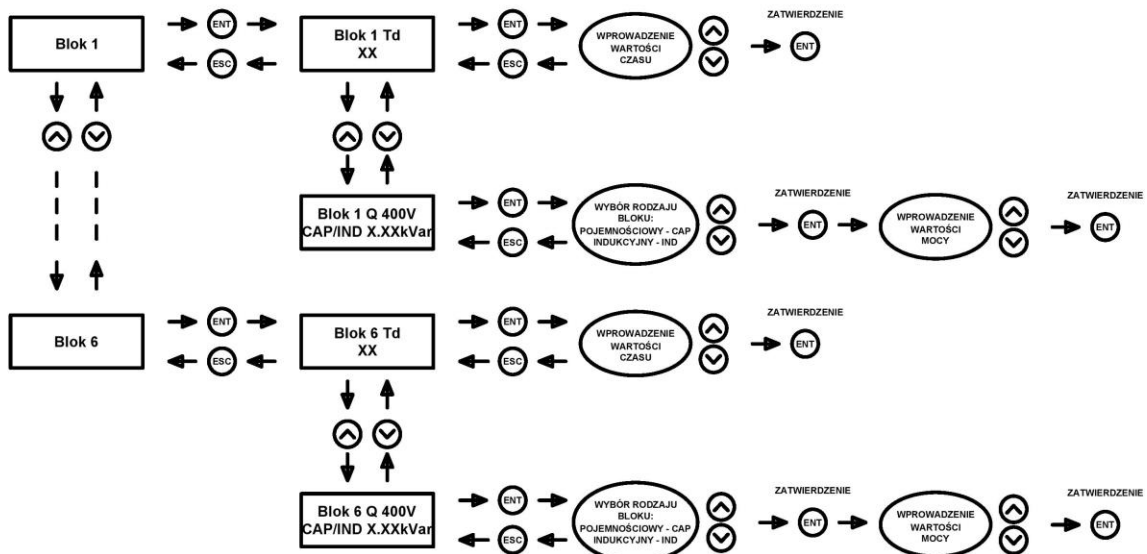 Blok 1
ENT
ESC
Blok 1 Td
XX
ENT
ESC
WPROWADZENIE
WARTOŚCI
CZASU
ZATWIERDZENIE
ENT
Blok 1 Q 400V
CAP/IND X.XXkVar
ENT
ESC
WYBÓR RODZAJU
BLOKU:
POJEMNOŚCIOWY - CAP
INDUKCYJNY - IND
ZATWIERDZENIE
ENT
WPROWADZENIE
WARTOŚCI
MOCY
ZATWIERDZENIE
ENT
Blok 6
ENT
ESC
Blok 6 Td
XX
ENT
ESC
WPROWADZENIE
WARTOŚCI
CZASU
ZATWIERDZENIE
ENT
Blok 6 Q 400V
CAP/IND X.XXkVar
ENT
ESC
WYBÓR RODZAJU
BLOKU:
POJEMNOŚCIOWY - CAP
INDUKCYJNY - IND
ZATWIERDZENIE
ENT
WPROWADZENIE
WARTOŚCI
MOCY
ZATWIERDZENIE
ENT